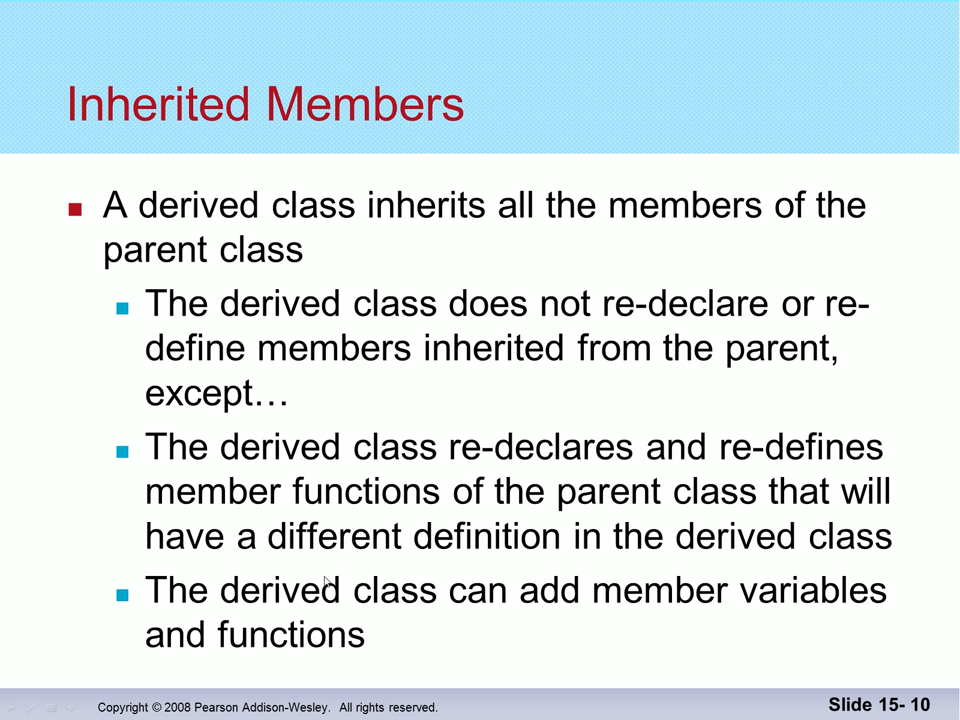 Inherited Members
A derived class inherits all the members of the
parent class
The derived class does not re-declare or re-
define members inherited from the parent,
except…
The derived class re-declares and re-defines
member functions of the parent class that will
have a different definition in the derived class
The derived class can add member variables
and functions
Copyright © 2008 Pearson Addison-Wesley. All rights reserved.
Slide 15- 10